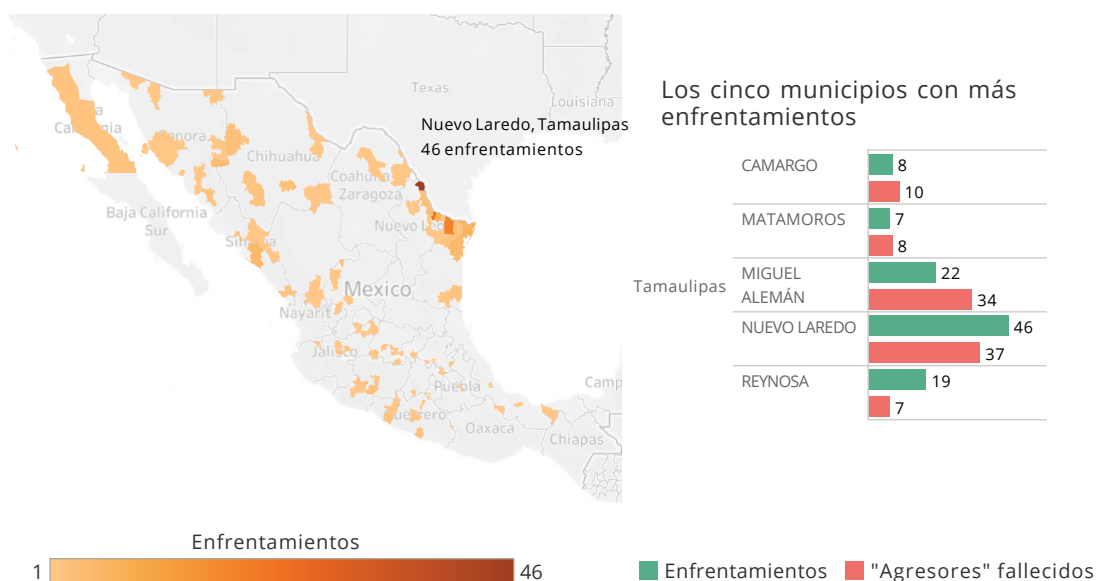 Texas
Louisiana
Nuevo Laredo, Tamaulipas
46 enfrentamientos
Sonora
Chihuahua
Coahuila
Zaragoza
Baja California
Sur
Nuevo León
Sinaloa
Mexico
Nayarit
Jalisco
Puebla
Guerrero
Oaxaca
Camp
Chiapas
Enfrentamientos
1
46
Los cinco municipios con más
enfrentamientos
Tamaulipas
CAMARGO
8
10
MATAMOROS
7
8
MIGUEL
ALEMÁN
22
34
NUEVO LAREDO
46
37
REYNOSA
19
7
Enfrentamientos
"Agresores" fallecidos